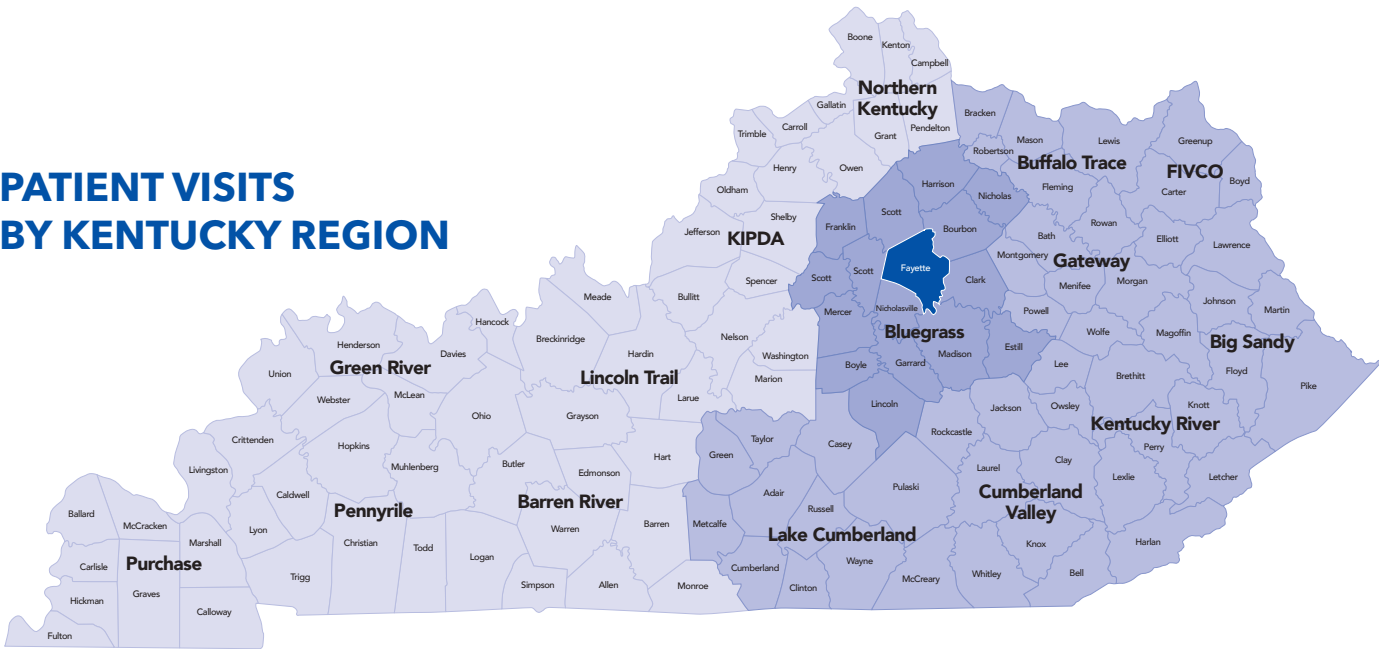 PATIENT VISITS
BY KENTUCKY REGION
Boone
Kenton
Campbell
Northern
Kentucky
Gallatin
Carroll
Trimble
Grant
Pendelton
Owen
Henry
Oldham
Shelby
Jefferson
KIPDA
Spencer
Bullitt
Bracken
Mason
Lewis
Greenup
Robertson
Buffalo Trace
FIVCO
Boyd
Fleming
Carter
Harrison
Nicholas
Scott
Franklin
Bourbon
Fayette
Scott
Scott
Clark
Nicholasville
Mercer
Bluegrass
Madison
Estill
Garrard
Boyle
Lincoln
Rowan
Bath
Elliott
Lawrence
Montgomery
Gateway
Menifee
Morgan
Powell
Johnson
Martin
Wolfe
Magoffin
Big Sandy
Floyd
Pike
Lee
Brethitt
Knott
Owsley
Kentucky River
Perry
Jackson
Rockcastle
Clay
Laurel
Lexlie
Letcher
Cumberland
Valley
Knox
Harlan
Bell
Whitley
Meade
Hancock
Breckinridge
Nelson
Hardin
Washington
Lincoln Trail
Marion
Larue
Grayson
Henderson
Davies
Green River
Union
Webster
McLean
Ohio
Crittenden
Hopkins
Muhlenberg
Livingston
Caldwell
Pennyrile
Lyon
Christian
Todd
Trigg
Butler
Edmonson
Hart
Barren River
Warren
Barren
Logan
Simpson
Allen
Monroe
Ballard
McCracken
Marshall
Carlisle
Purchase
Graves
Hickman
Calloway
Fulton
Taylor
Green
Casey
Adair
Pulaski
Russell
Metcalfe
Lake Cumberland
Cumberland
Wayne
Clinton
McCreary